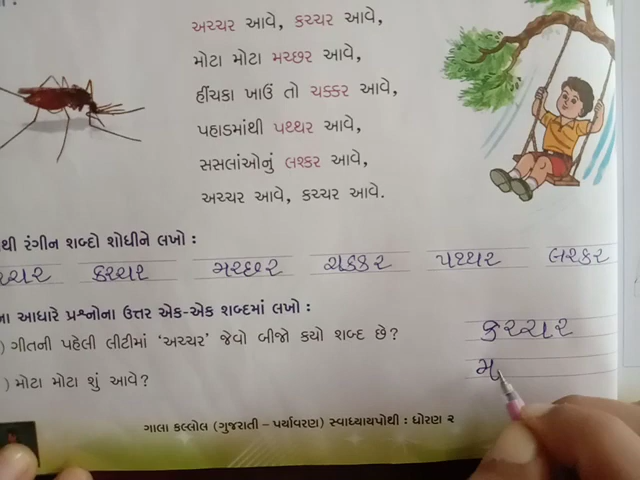 અચ્ચર આવે, કચ્ચર આવે,
મોટા મોટા મચ્છર આવે,
હીંચકા ખાઉં તો ચક્કર આવે,
પહાડમાંથી પથ્થર આવે,
સસલાંઓનું લશ્કર આવે,
અચ્ચર આવે, કચ્ચર આવે.
રંગીન શબ્દો શોધીને લખો :
કચ્ચર મચ્છર ચક્કર પથ્થર લશ્કર
આધારે પ્રશ્નોના ઉત્તર એક-એક શબ્દમાં લખો :
) ગીતની પહેલી લીટીમાં ‘અચ્ચર’ જેવો બીજો કયો શબ્દ છે? કચ્ચર
) મોટા મોટા શું આવે? મ
ગાલા કલ્લોલ (ગુજરાતી – પર્યાવરણ) સ્વાધ્યાયપોથી : ધોરણ ૨